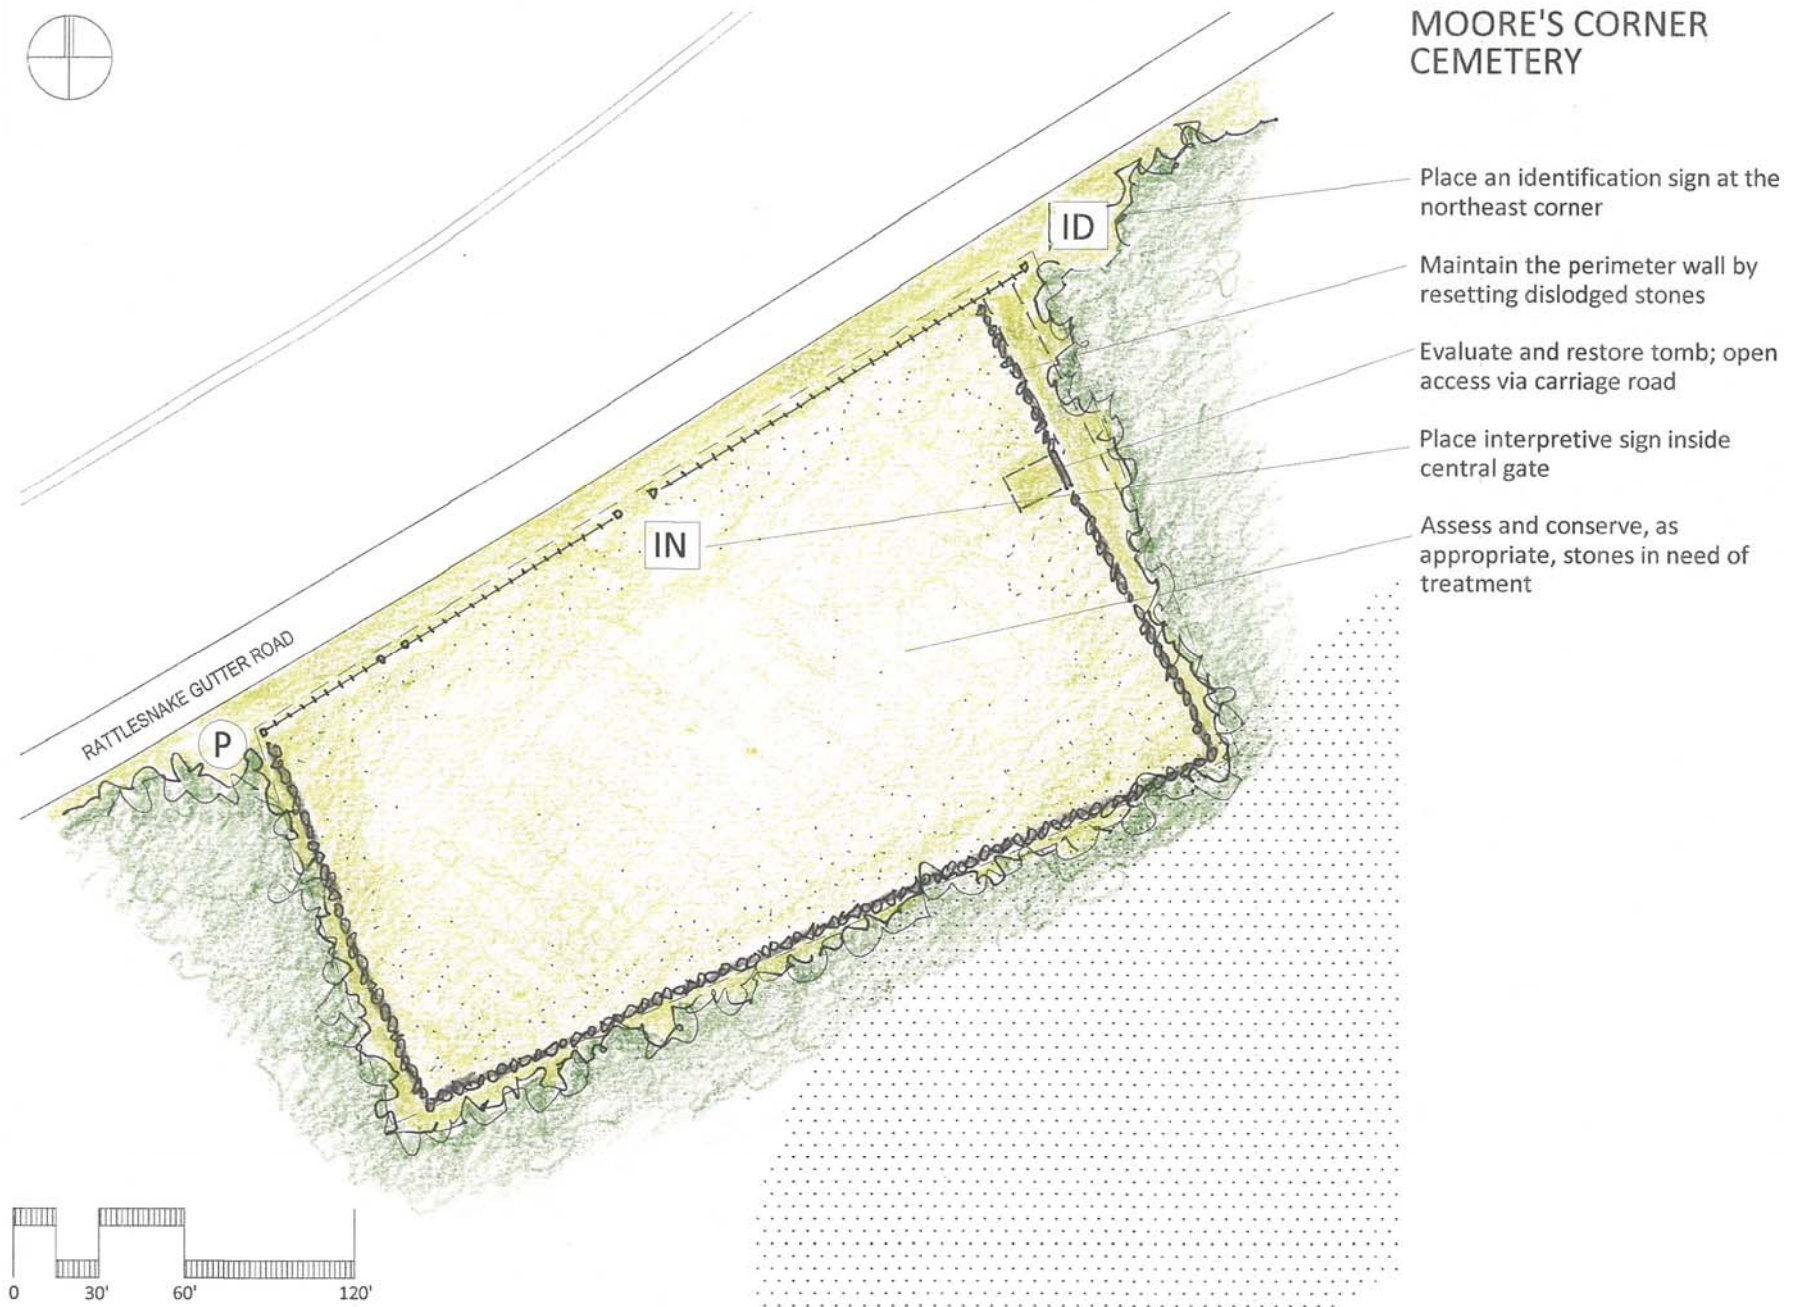 MOORE'S CORNER
CEMETERY
Place an identification sign at the
northeast corner
ID
Maintain the perimeter wall by
resetting dislodged stones
Evaluate and restore tomb; open
access via carriage road
Place interpretive sign inside
central gate
IN
Assess and conserve, as
appropriate, stones in need of
treatment
RATTLESNAKE GUTTER ROAD
P
0 30' 60' 120'